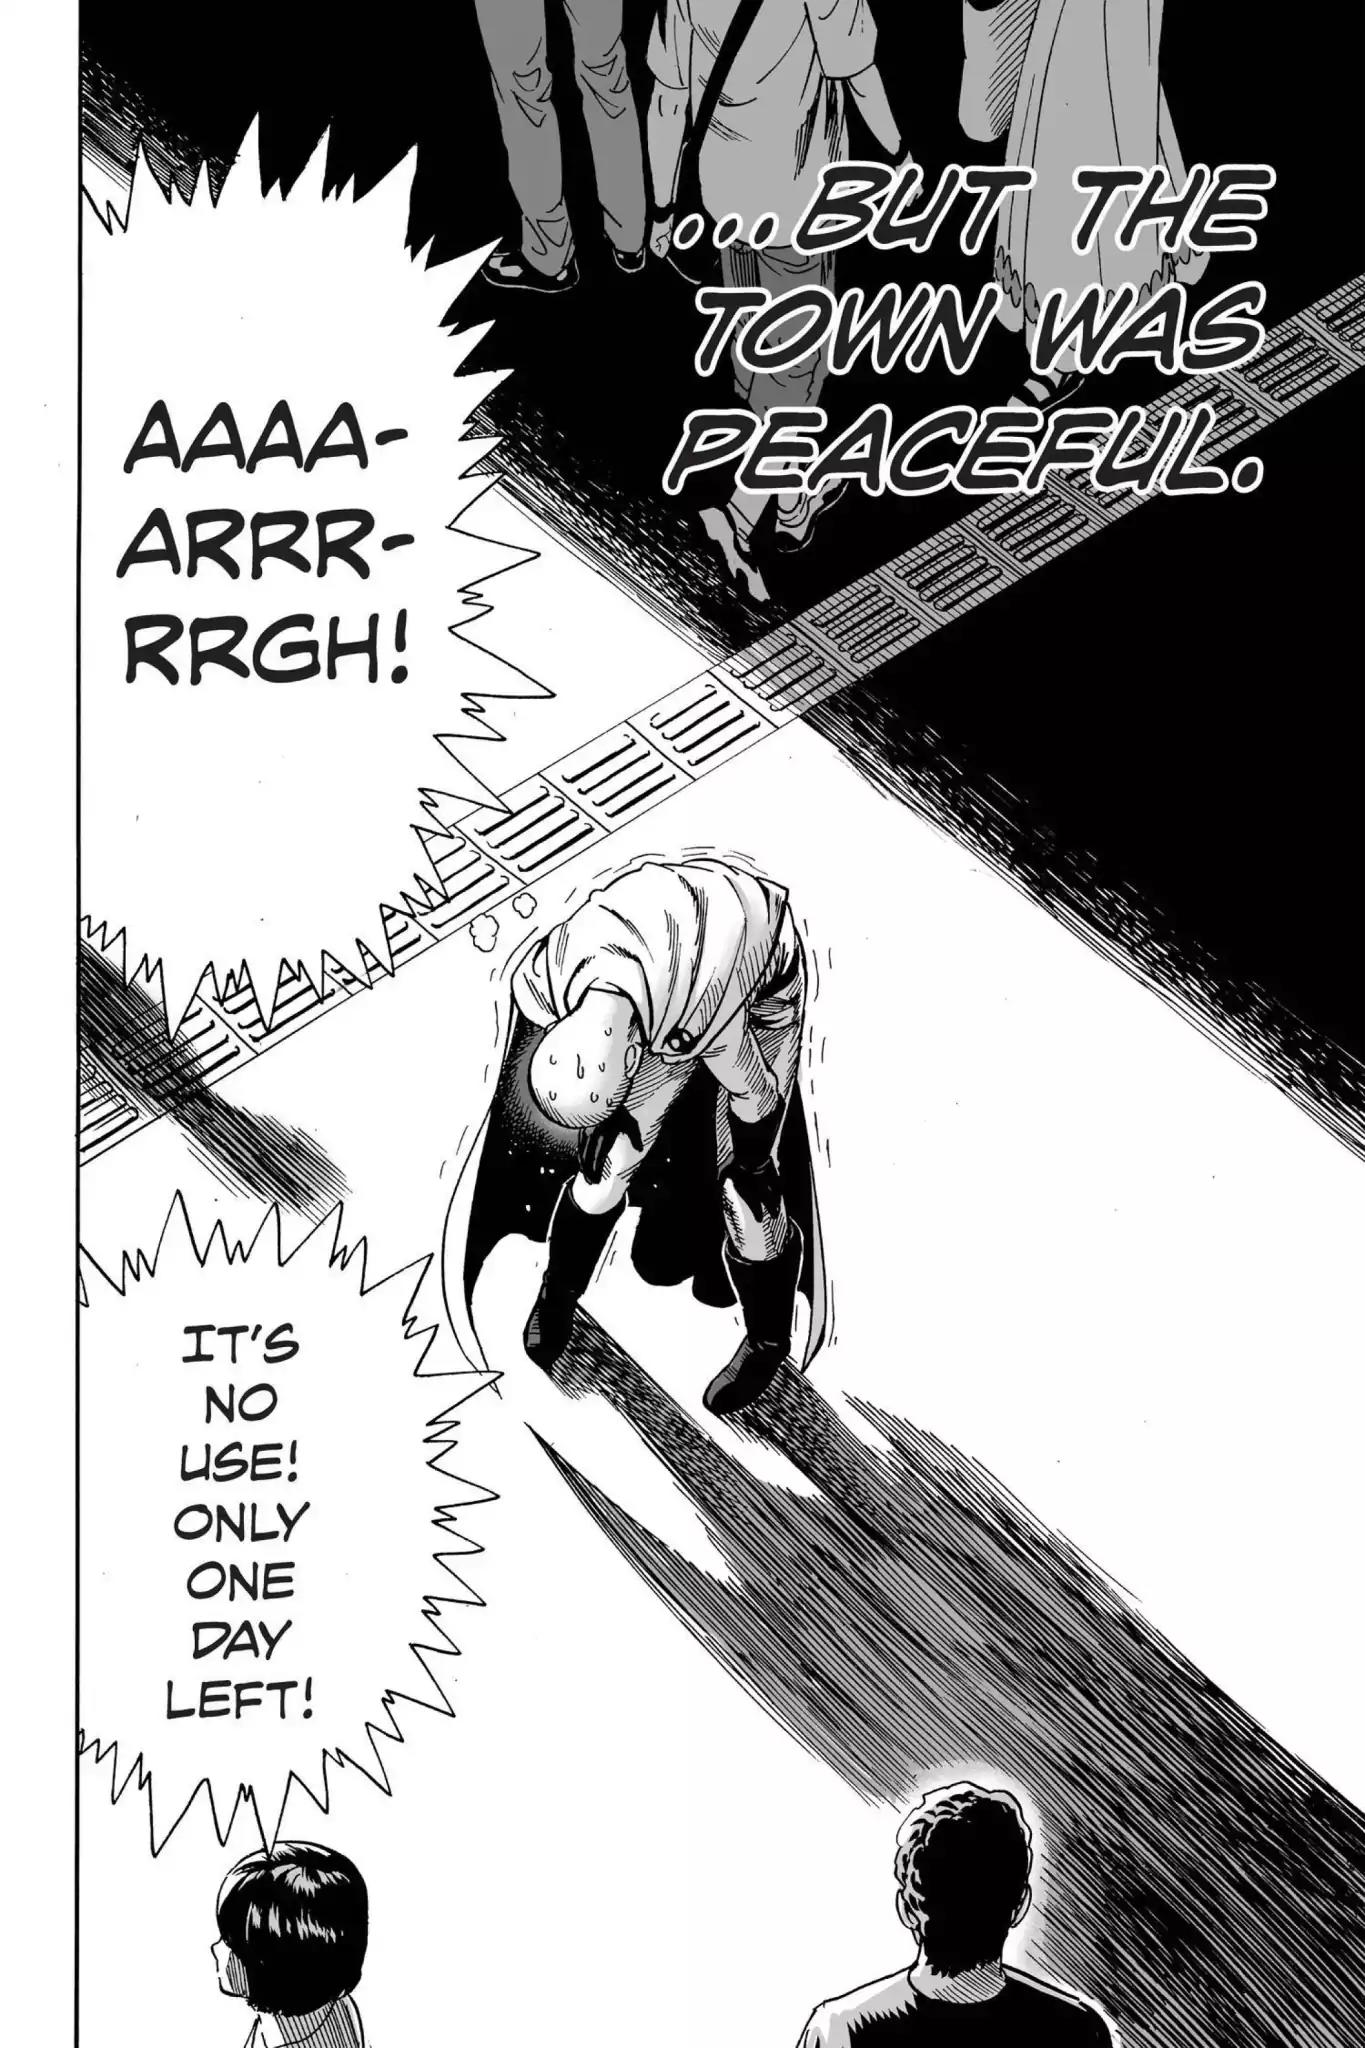 ...BUT THE
TOWN WAS
PEACEFUL.
AAAA-
ARRR-
RRGH!
IT'S
NO
USE!
ONLY
ONE
DAY
LEFT!